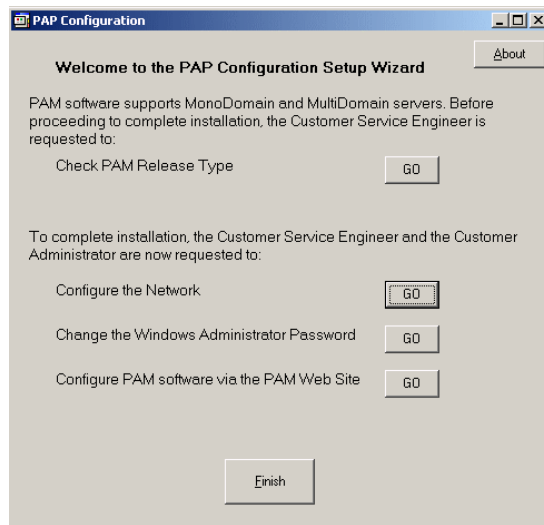 PAP Configuration
About
Welcome to the PAP Configuration Setup Wizard
PAM software supports MonoDomain and MultiDomain servers. Before
proceeding to complete installation, the Customer Service Engineer is
requested to:
Check PAM Release Type
GO
To complete installation, the Customer Service Engineer and the Customer
Administrator are now requested to:
Configure the Network
GO
Change the Windows Administrator Password
GO
Configure PAM software via the PAM Web Site
GO
Finish